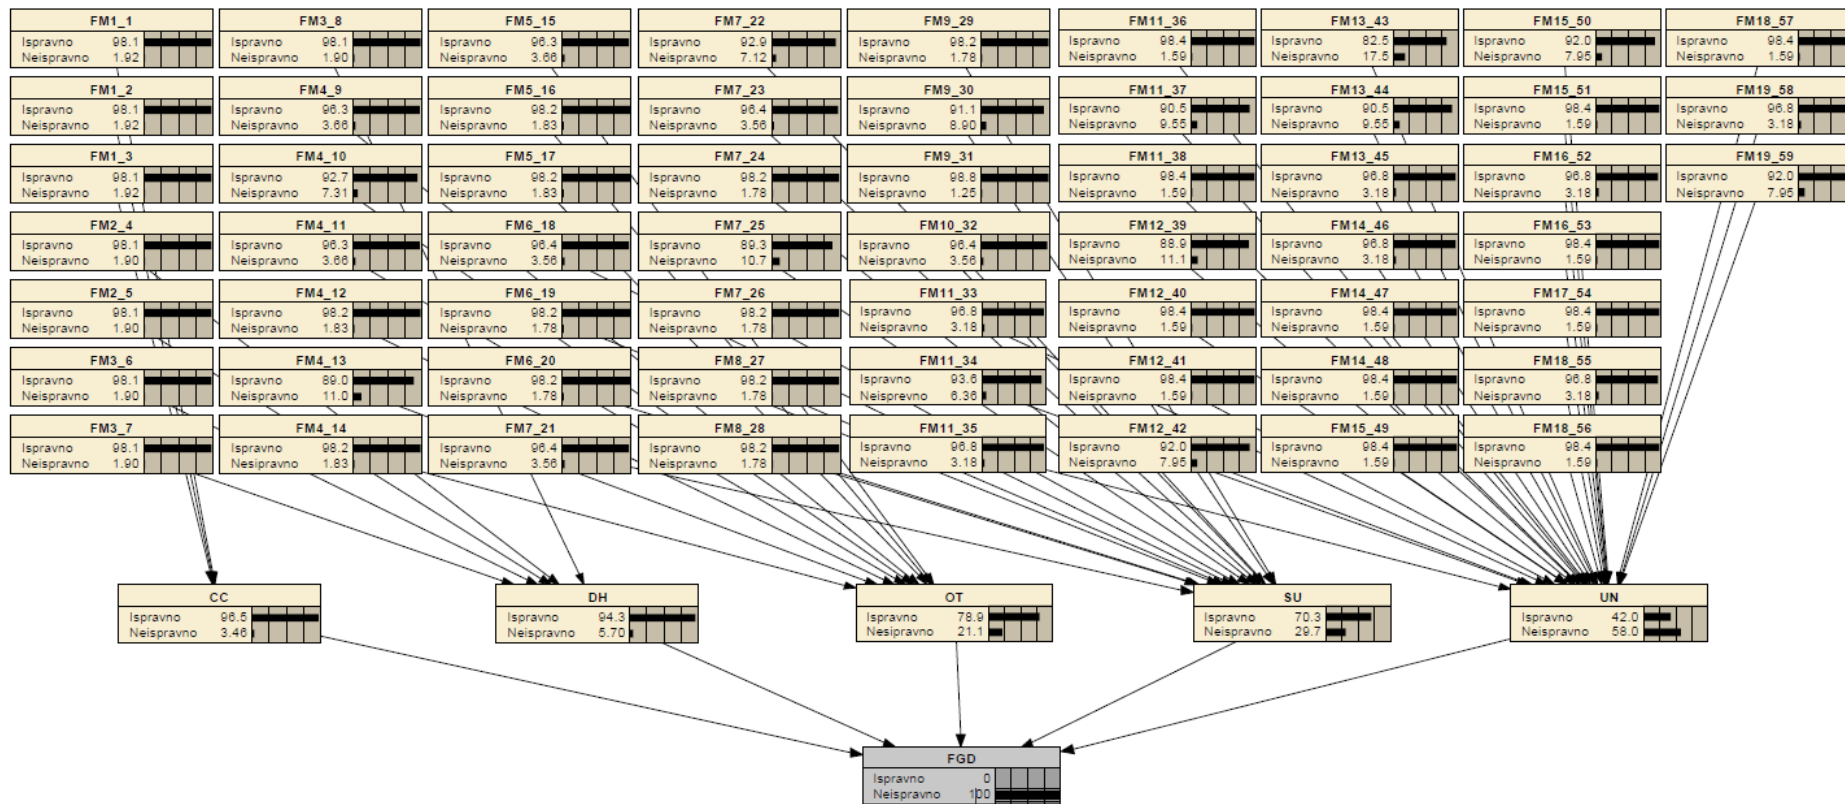 FM1_1
Ispravno 98.1
Neispravno 1.92
FM1_2
Ispravno 98.1
Neispravno 1.92
FM1_3
Ispravno 98.1
Neispravno 1.92
FM2_4
Ispravno 98.1
Neispravno 1.90
FM2_5
Ispravno 98.1
Neispravno 1.90
FM3_6
Ispravno 98.1
Neispravno 1.90
FM3_7
Ispravno 98.1
Neispravno 1.90
FM3_8
Ispravno 98.1
Neispravno 1.90
FM4_9
Ispravno 96.3
Neispravno 3.66
FM4_10
Ispravno 92.7
Neispravno 7.31
FM4_11
Ispravno 96.3
Neispravno 3.66
FM4_12
Ispravno 98.2
Neispravno 1.83
FM4_13
Ispravno 89.0
Neispravno 11.0
FM4_14
Ispravno 98.2
Nesipravno 1.83
FM5_15
Ispravno 96.3
Neispravno 3.66
FM5_16
Ispravno 98.2
Neispravno 1.83
FM5_17
Ispravno 98.2
Neispravno 1.83
FM6_18
Ispravno 96.4
Neispravno 3.56
FM6_19
Ispravno 98.2
Neispravno 1.78
FM6_20
Ispravno 98.2
Neispravno 1.78
FM7_21
Ispravno 96.4
Neispravno 3.56
FM7_22
Ispravno 92.9
Neispravno 7.12
FM7_23
Ispravno 96.4
Neispravno 3.56
FM7_24
Ispravno 98.2
Neispravno 1.78
FM7_25
Ispravno 89.3
Neispravno 10.7
FM7_26
Ispravno 98.2
Neispravno 1.78
FM8_27
Ispravno 98.2
Neispravno 1.78
FM8_28
Ispravno 98.2
Neispravno 1.78
FM9_29
Ispravno 98.2
Neispravno 1.78
FM9_30
Ispravno 91.1
Neispravno 8.90
FM9_31
Ispravno 98.8
Neispravno 1.25
FM10_32
Ispravno 96.4
Neispravno 3.56
FM11_33
Ispravno 96.8
Neispravno 3.18
FM11_34
Ispravno 93.6
Neispravno 6.36
FM11_35
Ispravno 96.8
Neispravno 3.18
FM11_36
Ispravno 98.4
Neispravno 1.59
FM11_37
Ispravno 90.5
Neispravno 9.55
FM11_38
Ispravno 98.4
Neispravno 1.59
FM12_39
Ispravno 88.9
Neispravno 11.1
FM12_40
Ispravno 98.4
Neispravno 1.59
FM12_41
Ispravno 98.4
Neispravno 1.59
FM12_42
Ispravno 92.0
Neispravno 7.95
FM13_43
Ispravno 82.5
Neispravno 17.5
FM13_44
Ispravno 90.5
Neispravno 9.55
FM13_45
Ispravno 96.8
Neispravno 3.18
FM14_46
Ispravno 96.8
Neispravno 3.18
FM14_47
Ispravno 98.4
Neispravno 1.59
FM14_48
Ispravno 98.4
Neispravno 1.59
FM15_49
Ispravno 98.4
Neispravno 1.59
FM15_50
Ispravno 92.0
Neispravno 7.95
FM15_51
Ispravno 98.4
Neispravno 1.59
FM16_52
Ispravno 96.8
Neispravno 3.18
FM16_53
Ispravno 98.4
Neispravno 1.59
FM17_54
Ispravno 98.4
Neispravno 1.59
FM18_55
Ispravno 96.8
Neispravno 3.18
FM18_56
Ispravno 98.4
Neispravno 1.59
FM18_57
Ispravno 98.4
Neispravno 1.59
FM19_58
Ispravno 96.8
Neispravno 3.18
FM19_59
Ispravno 92.0
Neispravno 7.95
CC
Ispravno 96.5
Neispravno 3.46
DH
Ispravno 94.3
Neispravno 5.70
OT
Ispravno 78.9
Nesipravno 21.1
SU
Ispravno 70.3
Neispravno 29.7
UN
Ispravno 42.0
Neispravno 58.0
FGD
Ispravno 0
Neispravno 100